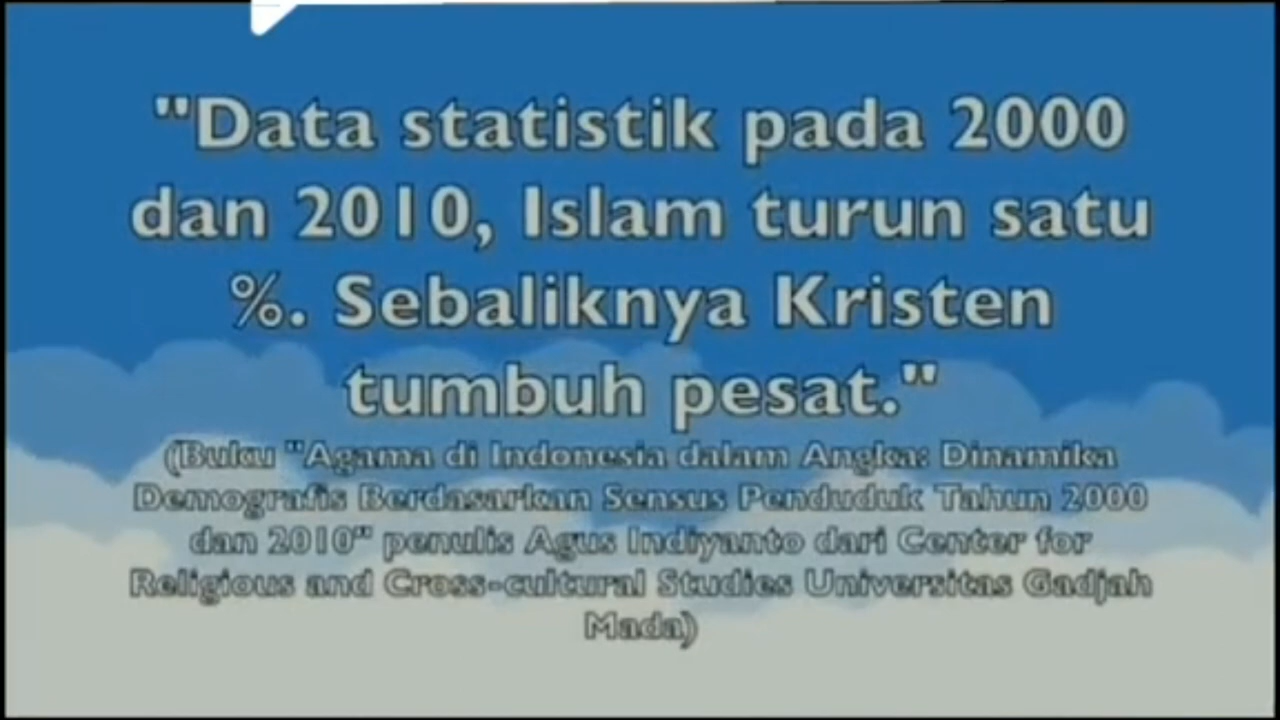 "Data statistik pada 2000
dan 2010, Islam turun satu
%. Sebaliknya Kristen
tumbuh pesat."
(Buku "Agama di Indonesia dalam Angka: Dinamika
Demografis Berdasarkan Sensus Penduduk Tahun 2000
dan 2010" penulis Agus Indiyanto dari Center for
Religious and Cross-cultural Studies Universitas Gadjah
Mada)